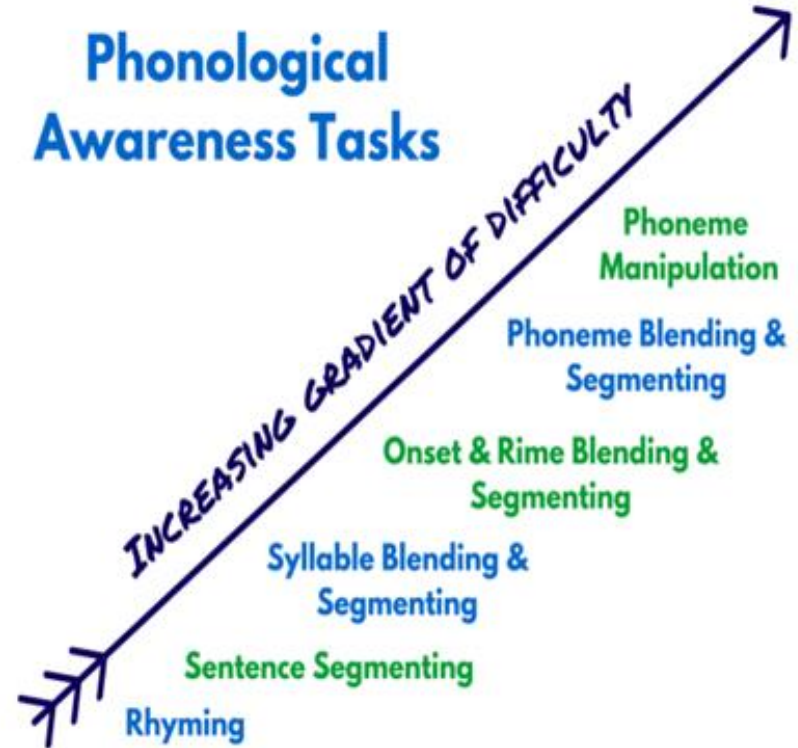 Phonological
Awareness Tasks
INCREASING GRADIENT OF DIFFICULTY
Phoneme
Manipulation
Phoneme Blending &
Segmenting
Onset & Rime Blending &
Segmenting
Syllable Blending &
Segmenting
Sentence Segmenting
Rhyming